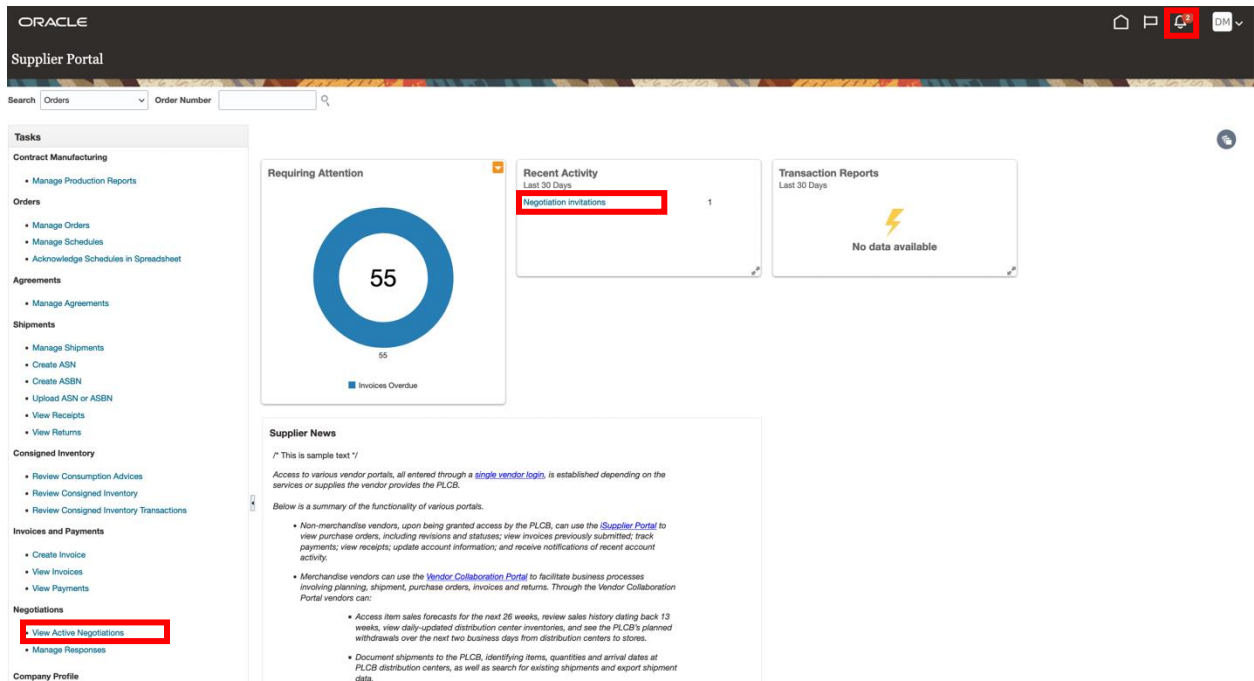 ORACLE
2
DM
Supplier Portal
Search Orders Order Number
Tasks
Contract Manufacturing
• Manage Production Reports
Orders
• Manage Orders
• Manage Schedules
• Acknowledge Schedules in Spreadsheet
Agreements
• Manage Agreements
Shipments
• Manage Shipments
• Create ASN
• Create ASBN
• Upload ASN or ASBN
• View Receipts
• View Returns
Consigned Inventory
• Review Consumption Advices
• Review Consigned Inventory
• Review Consigned Inventory Transactions
Invoices and Payments
• Create Invoice
• View Invoices
• View Payments
Negotiations
• View Active Negotiations
• Manage Responses
Company Profile
Requiring Attention
55
55
Invoices Overdue
Recent Activity
Last 30 Days
Negotiation invitations 1
Transaction Reports
Last 30 Days
No data available
Supplier News
/* This is sample text */
Access to various vendor portals, all entered through a single vendor login, is established depending on the
services or supplies the vendor provides the PLCB.
Below is a summary of the functionality of various portals.
• Non-merchandise vendors, upon being granted access by the PLCB, can use the iSupplier Portal to
view purchase orders, including revisions and statuses; view invoices previously submitted; track
payments; view receipts; update account information; and receive notifications of recent account
activity.
• Merchandise vendors can use the Vendor Collaboration Portal to facilitate business processes
involving planning, shipment, purchase orders, invoices and returns. Through the Vendor Collaboration
Portal vendors can:
• Access item sales forecasts for the next 26 weeks, review sales history dating back 13
weeks, view daily-updated distribution center inventories, and see the PLCB's planned
withdrawals over the next two business days from distribution centers to stores.
• Document shipments to the PLCB, identifying items, quantities and arrival dates at
PLCB distribution centers, as well as search for existing shipments and export shipment
data.